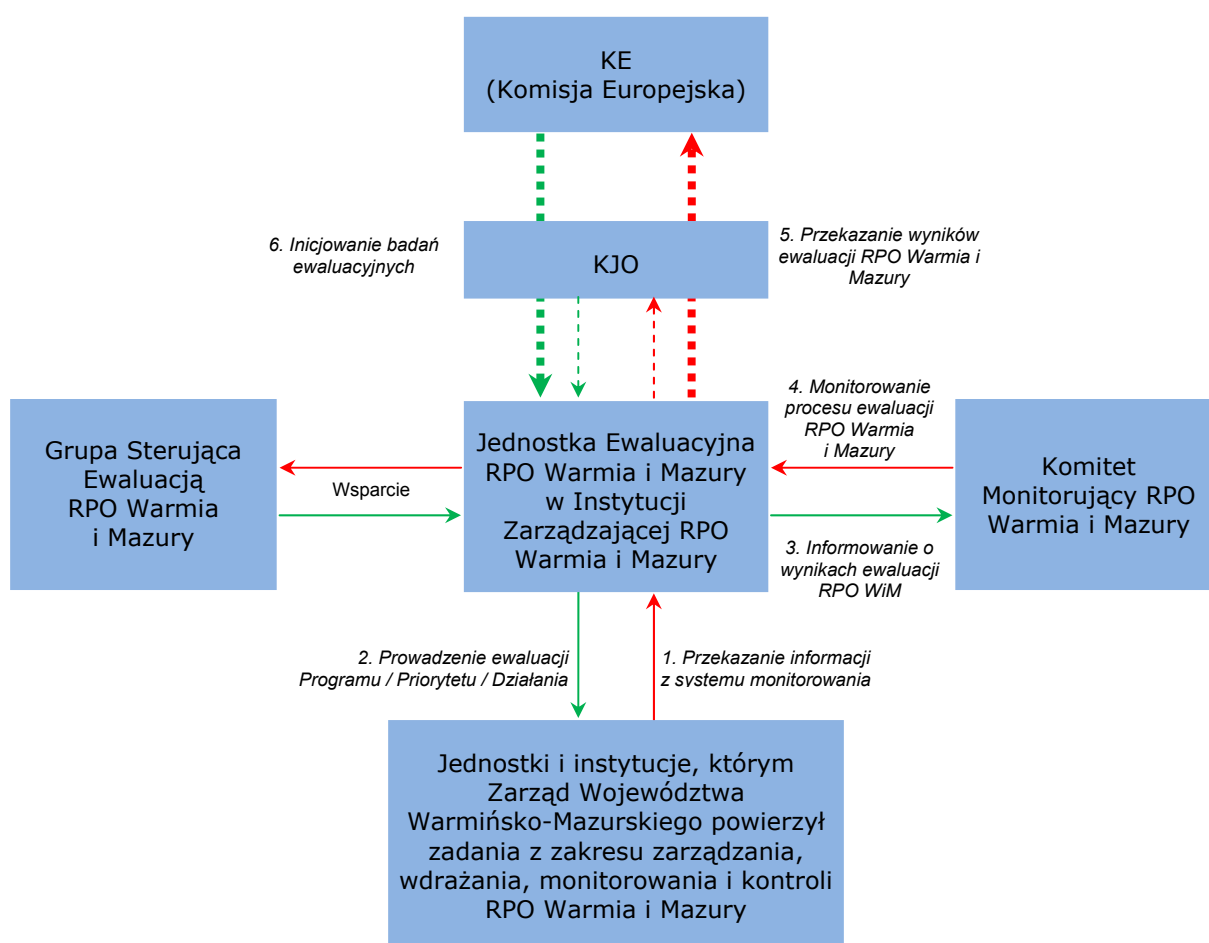 KE
(Komisja Europejska)
6. Inicjowanie badań
ewaluacyjnych
KJO
5. Przekazanie wyników
ewaluacji RPO Warmia i
Mazury
Grupa Sterująca
Ewaluacją
RPO Warmia
i Mazury
Wsparcie
Jednostka Ewaluacyjna
RPO Warmia i Mazury
w Instytucji
Zarządzającej RPO
Warmia i Mazury
4. Monitorowanie
procesu ewaluacji
RPO Warmia
i Mazury
3. Informowanie o
wynikach ewaluacji
RPO WiM
Komitet
Monitorujący RPO
Warmia i Mazury
2. Prowadzenie ewaluacji
Programu / Priorytetu / Działania
1. Przekazanie informacji
z systemu monitorowania
Jednostki i instytucje, którym
Zarząd Województwa
Warmińsko-Mazurskiego powierzył
zadania z zakresu zarządzania,
wdrażania, monitorowania i kontroli
RPO Warmia i Mazury